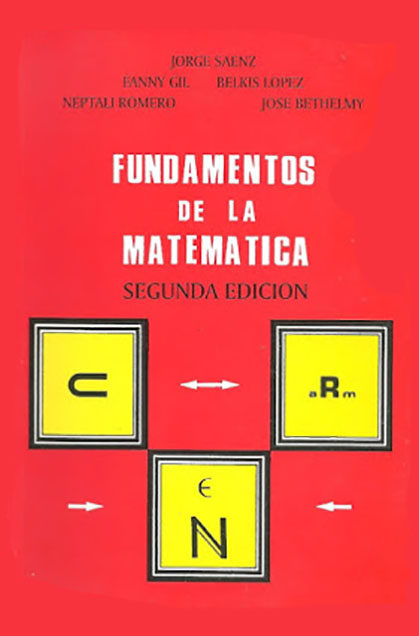 JORGE SAENZ
FANNY GIL BELKIS LOPEZ
NEPTALI ROMERO JOSE BETHELMY
FUNDAMENTOS
DE LA
MATEMATICA
SEGUNDA EDICION
⊂ ↔ aRm
→ ∈ ←
N